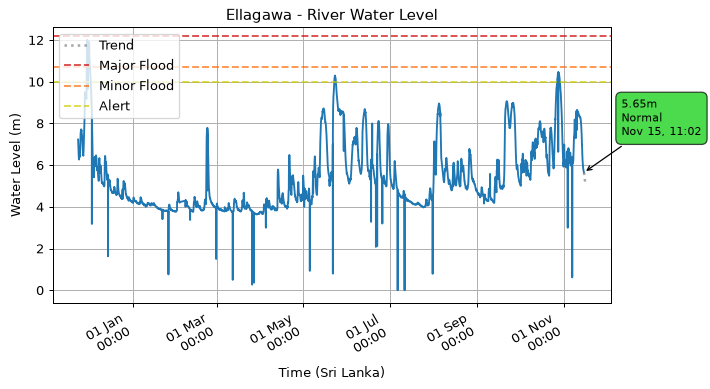 Ellagawa - River Water Level
Water Level (m)
12
10
8
6
4
2
0
Trend
Major Flood
Minor Flood
Alert
5.65m
Normal
Nov 15, 11:02
01 Jan
00:00
01 Mar
00:00
01 May
00:00
01 Jul
00:00
01 Sep
00:00
01 Nov
00:00
Time (Sri Lanka)